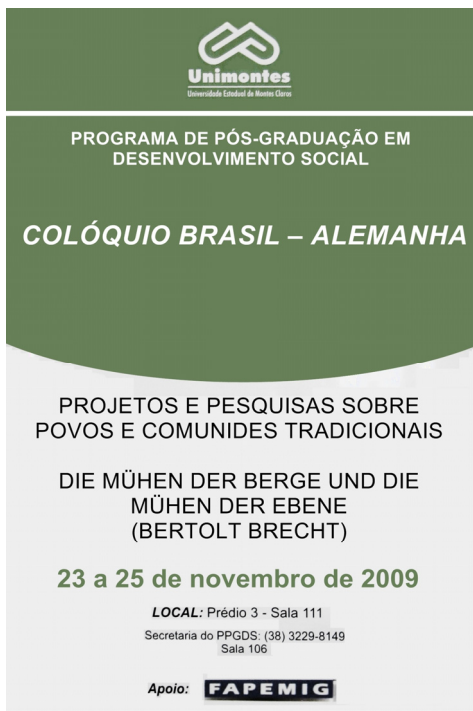 Unimontes
Universidade Estadual de Montes Claros
PROGRAMA DE PÓS-GRADUAÇÃO EM
DESENVOLVIMENTO SOCIAL
COLÓQUIO BRASIL – ALEMANHA
PROJETOS E PESQUISAS SOBRE
POVOS E COMUNIDES TRADICIONAIS
DIE MÜHEN DER BERGE UND DIE
MÜHEN DER EBENE
(BERTOLT BRECHT)
23 a 25 de novembro de 2009
LOCAL: Prédio 3 - Sala 111
Secretaria do PPGDS: (38) 3229-8149
Sala 106
Apoio: FAPEMIG